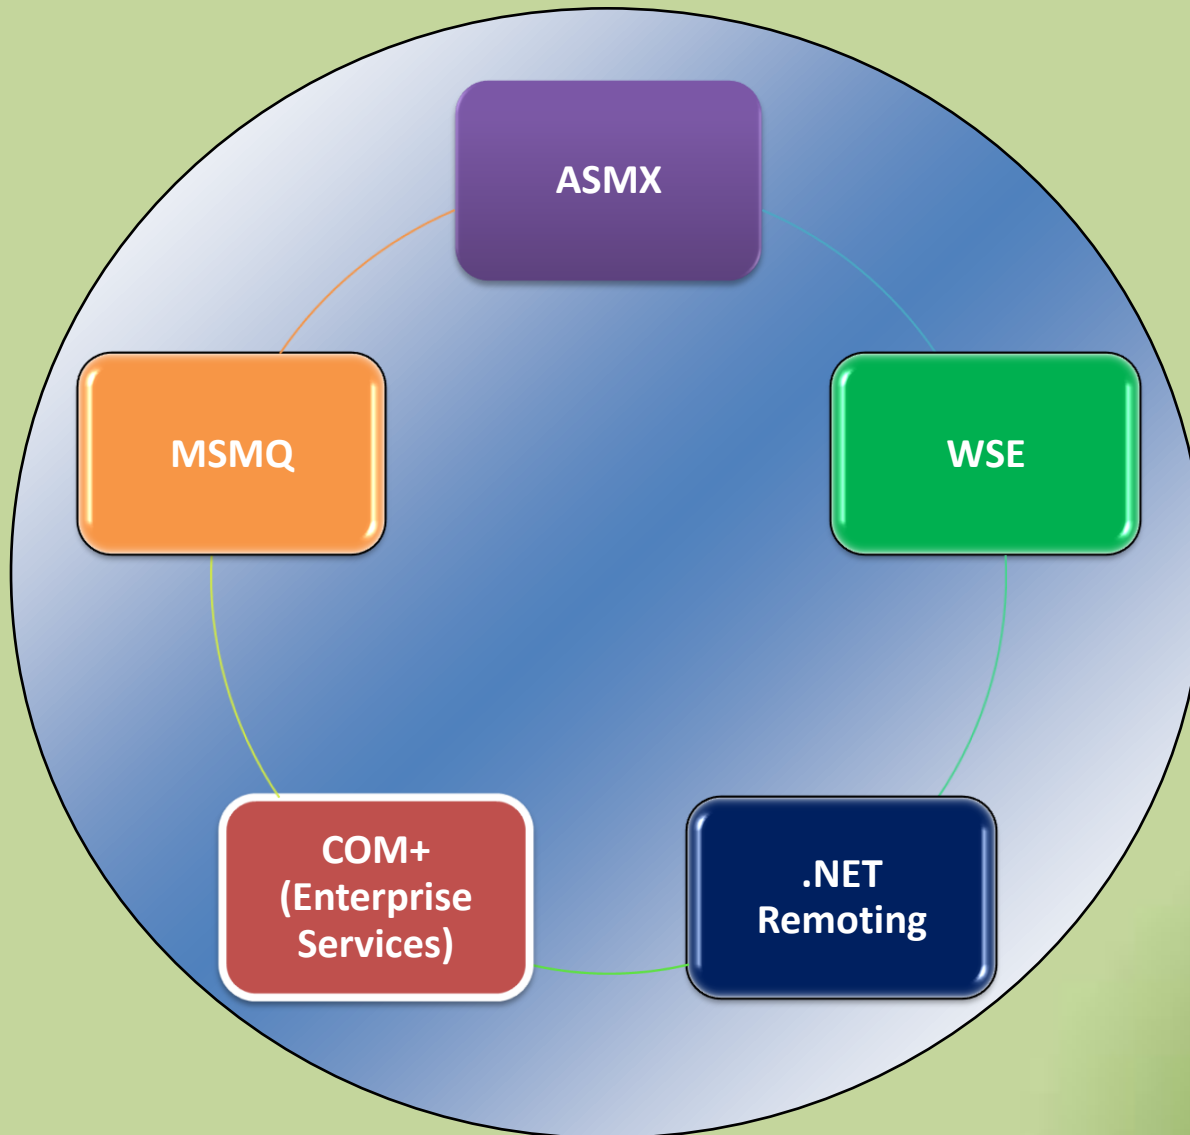 ASMX
MSMQ
WSE
COM+
(Enterprise
Services)
.NET
Remoting